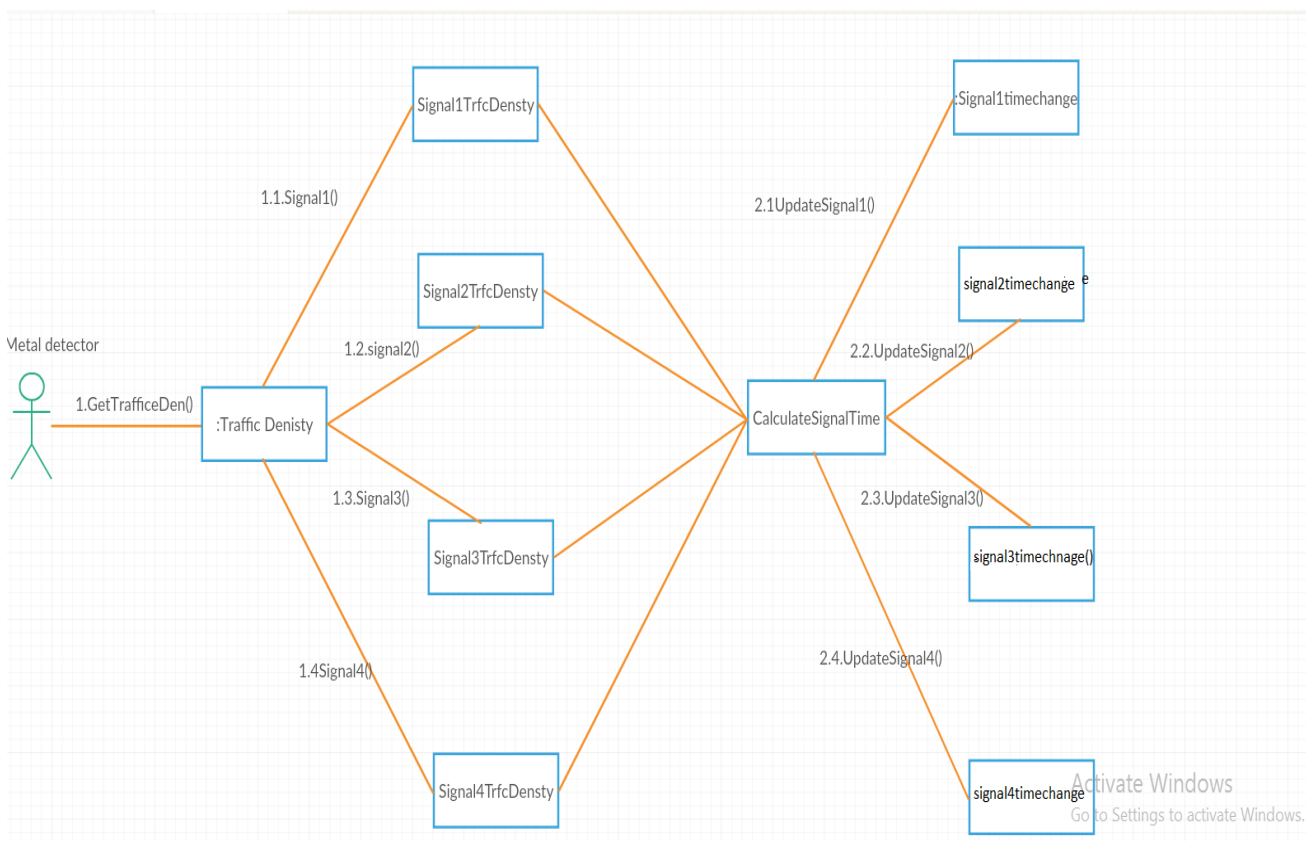 Signal1TrfcDensty
:Signal1timechange
1.1.Signal1()
2.1UpdateSignal1()
Signal2TrfcDensty
signal2timechange e
Metal detector
1.2.signal2()
2.2.UpdateSignal2()
1.GetTrafficeDen()
:Traffic Denisty
CalculateSignalTime
1.3.Signal3()
2.3.UpdateSignal3()
Signal3TrfcDensty
signal3timechnage()
1.4Signal4()
2.4.UpdateSignal4()
Signal4TrfcDensty
signal4timechange
Activate Windows
Go to Settings to activate Windows.